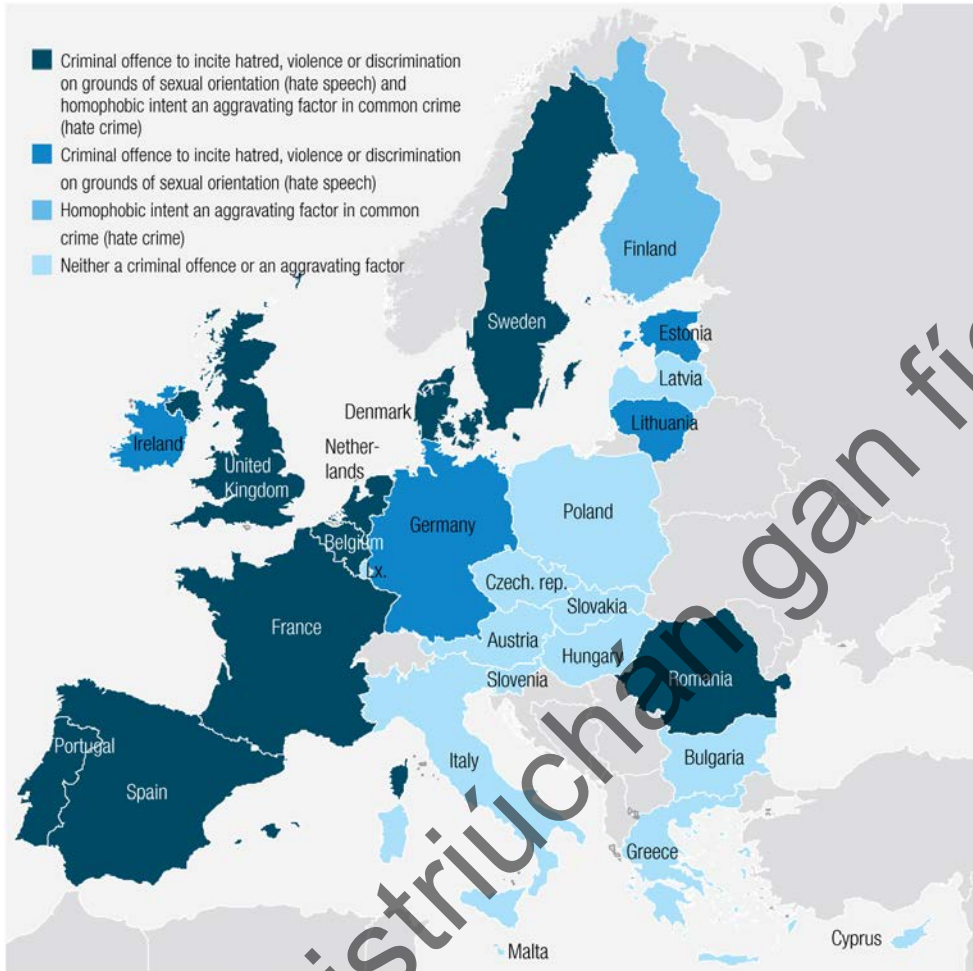 Criminal offence to incite hatred, violence or discrimination
on grounds of sexual orientation (hate speech) and
homophobic intent an aggravating factor in common crime
(hate crime)
Criminal offence to incite hatred, violence or discrimination
on grounds of sexual orientation (hate speech)
Homophobic intent an aggravating factor in common
crime (hate crime)
Neither a criminal offence or an aggravating factor
Finland
Sweden
Estonia
Latvia
Lithuania
Denmark
Nether-
lands
Ireland
United
Kingdom
Belgium
Lx.
Germany
Poland
Czech. rep.
Slovakia
Austria
Hungary
Slovenia
France
Romania
Bulgaria
Italy
Portugal
Spain
Greece
Malta
Cyprus
istriúchán gan fíc